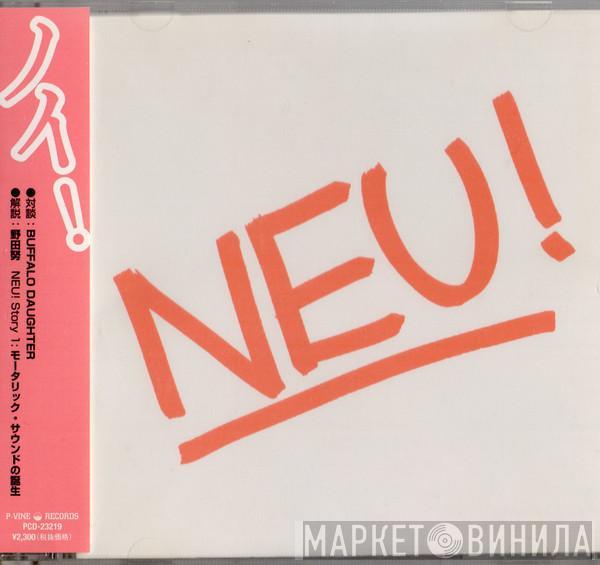 ノイ!
●対談：BUFFALO DAUGHTER
●解説：野田努 NEU! Story 1：モータリック・サウンドの誕生
P-VINE RECORDS
PCD-23219
¥2,300(税抜価格)
NEU!
МАРКЕТ ВИНИЛА